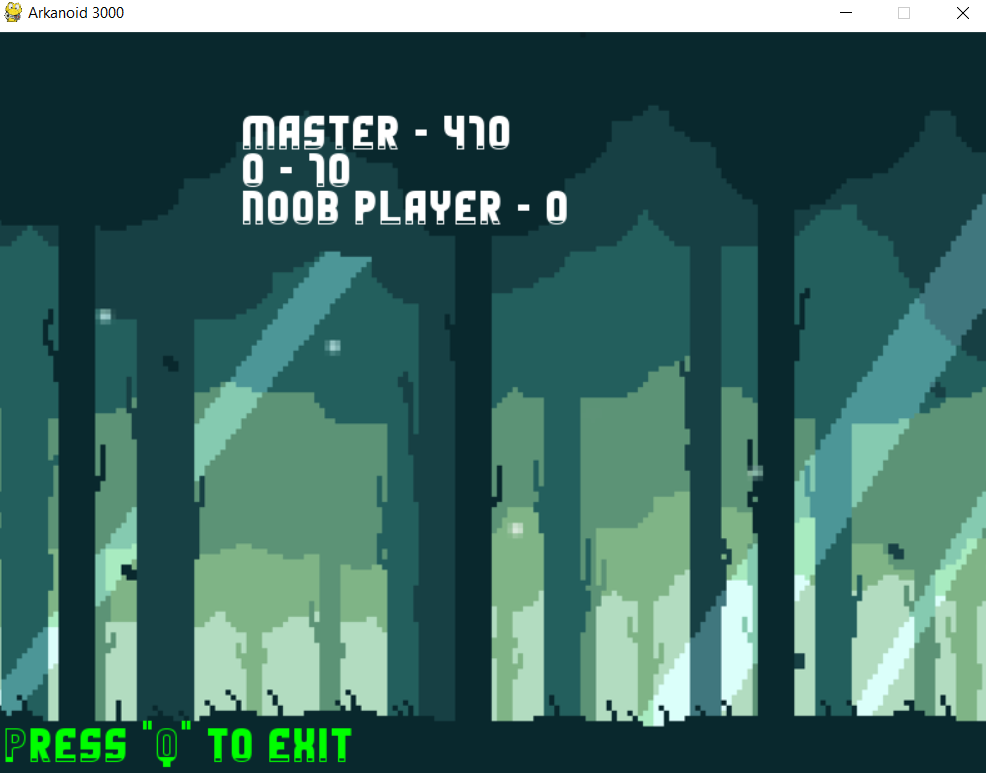 Arkanoid 3000
MASTER - 410
0 - 10
NOOB PLAYER - 0
PRESS "Q" TO EXIT